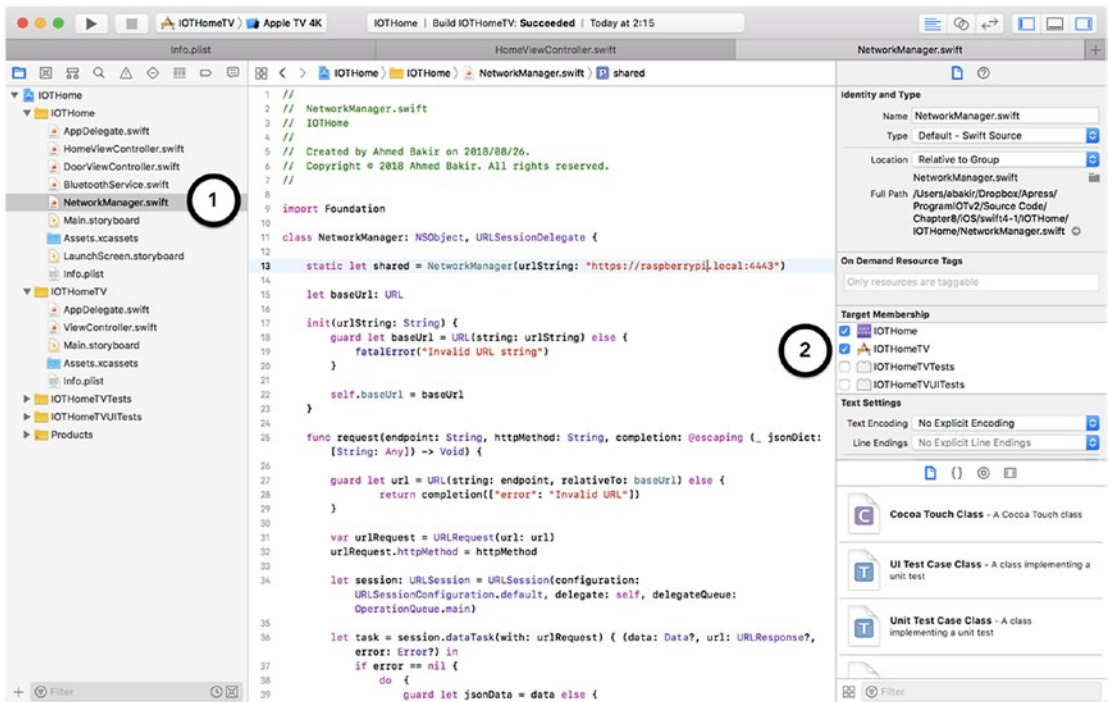 IOTHomeTV Apple TV 4K
IOTHome | Build IOTHomeTV: Succeeded | Today at 2:15
Info.plist
HomeViewController.swift
NetworkManager.swift
IOTHome IOTHome NetworkManager.swift P shared
IOTHome
IOTHome
AppDelegate.swift
HomeViewController.swift
DoorViewController.swift
BluetoothService.swift
NetworkManager.swift
Main.storyboard
Assets.xcassets
LaunchScreen.storyboard
Info.plist
IOTHomeTV
AppDelegate.swift
ViewController.swift
Main.storyboard
Assets.xcassets
Info.plist
IOTHomeTVTests
IOTHomeTVUITests
Products
Filter
1
1 //
2 // NetworkManager.swift
3 // IOTHome
4 //
5 // Created by Ahmed Bakir on 2018/08/26.
6 // Copyright © 2018 Ahmed Bakir. All rights reserved.
7 //
8
9 import Foundation
10
11 class NetworkManager: NSObject, URLSessionDelegate {
12
13 static let shared = NetworkManager(urlString: "https://raspberrypi.local:4443")
14
15 let baseUrl: URL
16
17 init(urlString: String) {
18 guard let baseUrl = URL(string: urlString) else {
19 fatalError("Invalid URL string")
20 }
21
22 self.baseUrl = baseUrl
23 }
24
25 func request(endpoint: String, httpMethod: String, completion: @escaping (_ jsonDict:
[String: Any]) -> Void) {
26
27 guard let url = URL(string: endpoint, relativeTo: baseUrl) else {
28 return completion(["error": "Invalid URL"])
29 }
30
31 var urlRequest = URLRequest(url: url)
32 urlRequest.httpMethod = httpMethod
33
34 let session: URLSession = URLSession(configuration:
URLSessionConfiguration.default, delegate: self, delegateQueue:
OperationQueue.main)
35
36 let task = session.dataTask(with: urlRequest) { (data: Data?, url: URLResponse?,
error: Error?) in
37 if error == nil {
38 do {
39 guard let jsonData = data else {
Identity and Type
Name NetworkManager.swift
Type Default - Swift Source
Location Relative to Group
NetworkManager.swift
Full Path /Users/abakir/Dropbox/Apress/
ProgramIOTv2/Source Code/
Chapter8/iOS/swift4-1/IOTHome/
IOTHome/NetworkManager.swift
On Demand Resource Tags
Only resources are taggable
Target Membership
IOTHome
IOTHomeTV
IOTHomeTVTests
IOTHomeTVUITests
2
Text Settings
Text Encoding No Explicit Encoding
Line Endings No Explicit Line Endings
{}
C Cocoa Touch Class - A Cocoa Touch class
T UI Test Case Class - A class implementing a
unit test
T Unit Test Case Class - A class
implementing a unit test
Filter